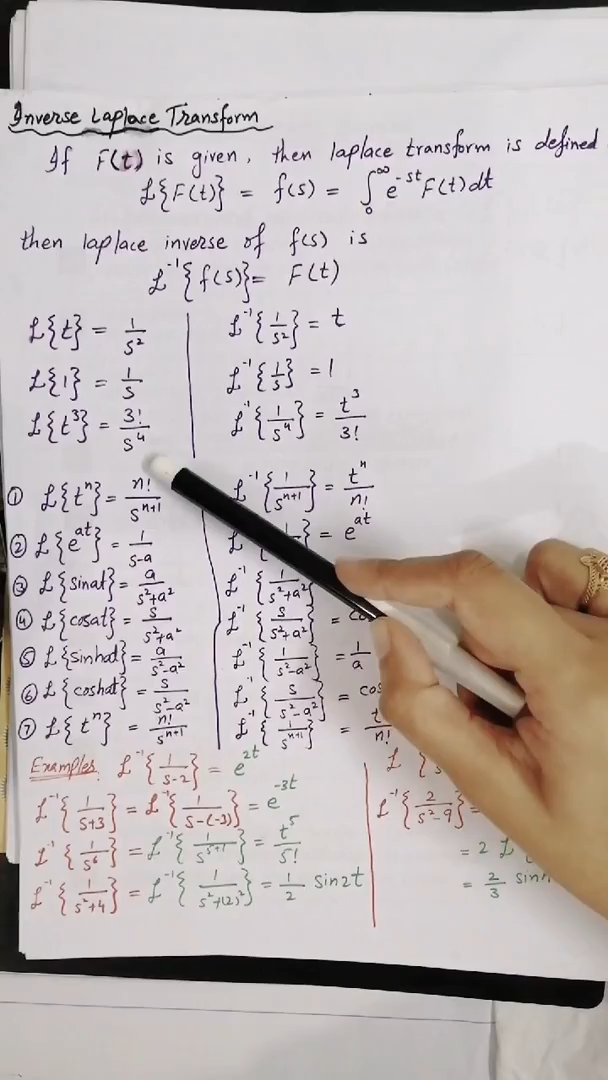 Inverse Laplace Transform
If F(t) is given, then laplace transform is defined
ℒ{F(t)} = f(s) = ∫₀^∞ e^-st F(t)dt
then laplace inverse of f(s) is
ℒ⁻¹{f(s)} = F(t)
ℒ{t} = 1/s² ℒ⁻¹{1/s²} = t
ℒ{1} = 1/s ℒ⁻¹{1/s} = 1
ℒ{t³} = 3!/s⁴ ℒ⁻¹{1/s⁴} = t³/3!
① ℒ{tⁿ} = n!/s^(n+1) ℒ⁻¹{1/s^(n+1)} = tⁿ/n!
② ℒ{e^at} = 1/(s-a) = e^at
③ ℒ{sinat} = a/(s²+a²) ℒ⁻¹{1/(s²+a²)
④ ℒ{cosat} = s/(s²+a²) ℒ⁻¹{s/(s²+a²)} =
⑤ ℒ{sinhat} = a/(s²-a²) ℒ⁻¹{1/(s²-a²)} = 1/a
⑥ ℒ{coshat} = s/(s²-a²) ℒ⁻¹{s/(s²-a²)} = cos
⑦ ℒ{tⁿ} = n!/s^(n+1) ℒ⁻¹{1/s^(n+1)} = t/n!
Examples. ℒ⁻¹{1/(s-2)} = e^2t
ℒ⁻¹{1/(s+3)} = ℒ⁻¹{1/(s-(-3))} = e^-3t
ℒ⁻¹{1/s⁶} = ℒ⁻¹{1/s^(5+1)} = t⁵/5!
ℒ⁻¹{1/(s²+4)} = ℒ⁻¹{1/(s²+(2)²)} = 1/2 sin2t
ℒ⁻¹{2/(s²-9)} =
= 2 ℒ
= 2/3 sin